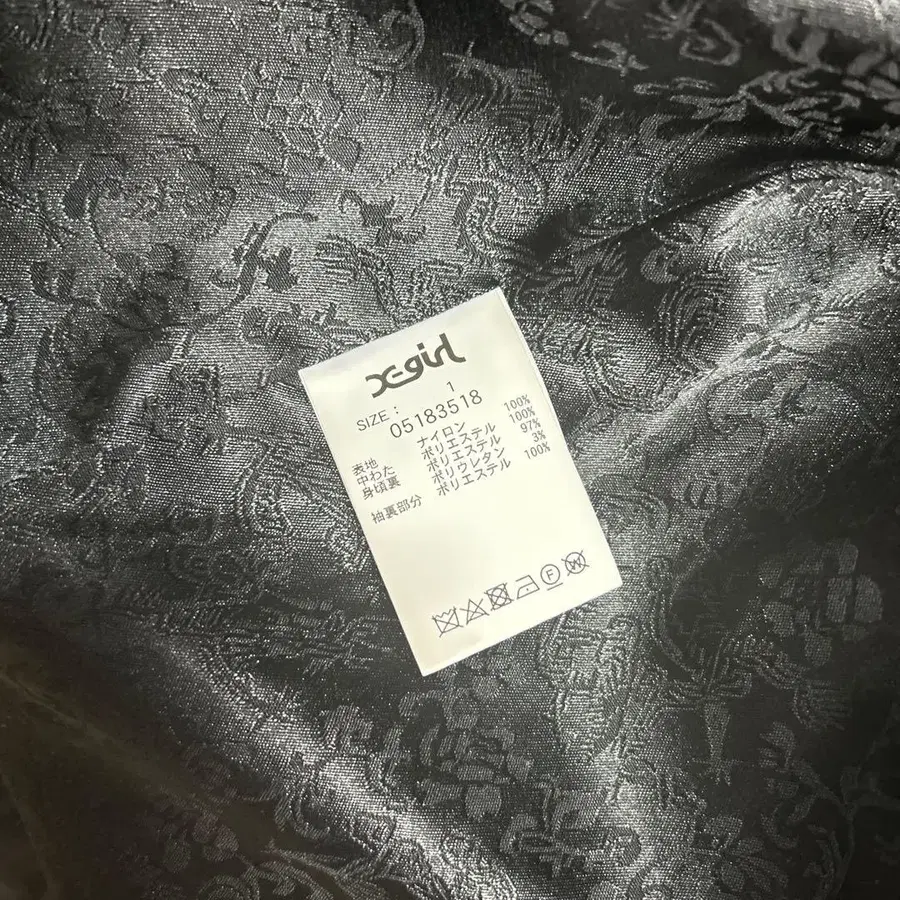 X-girl
SIZE : 1
05183518
表地 ナイロン 100%
中わた ポリエステル 100%
身頃裏 ポリエステル 97%
ポリウレタン 3%
袖裏部分 ポリエステル 100%
F
W